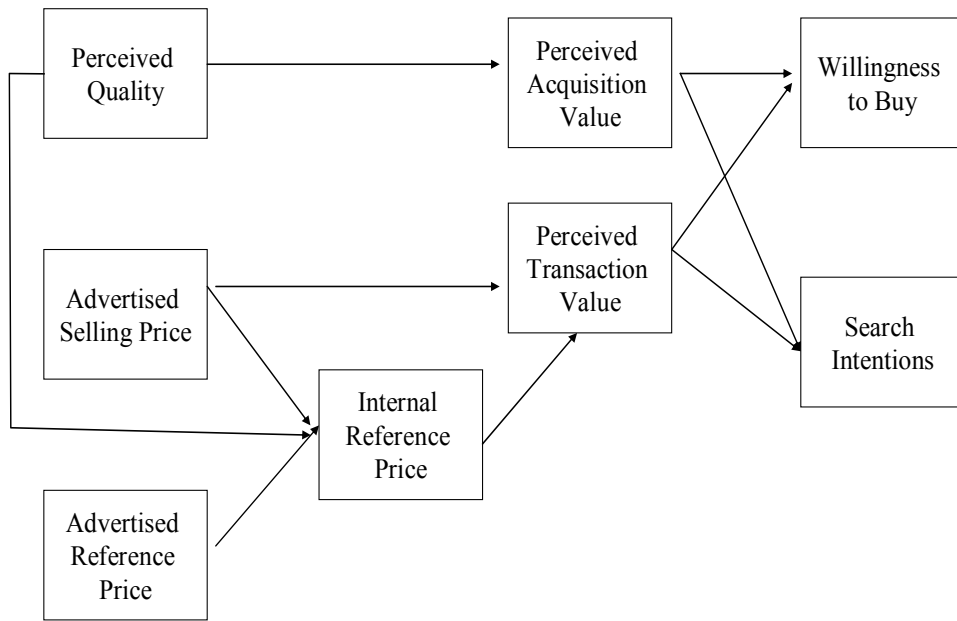 Perceived
Quality
Perceived
Acquisition
Value
Willingness
to Buy
Advertised
Selling Price
Perceived
Transaction
Value
Search
Intentions
Internal
Reference
Price
Advertised
Reference
Price